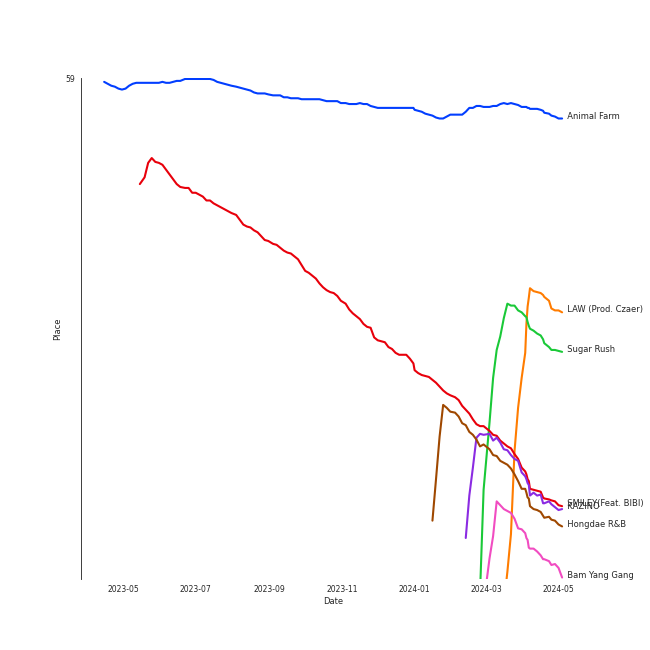 59
Animal Farm
LAW (Prod. Czaer)
Place
Sugar Rush
SMILEY(Feat. BIBI)
KAZINO
Hongdae R&B
Bam Yang Gang
2023-05 2023-07 2023-09 2023-11 2024-01 2024-03 2024-05
Date